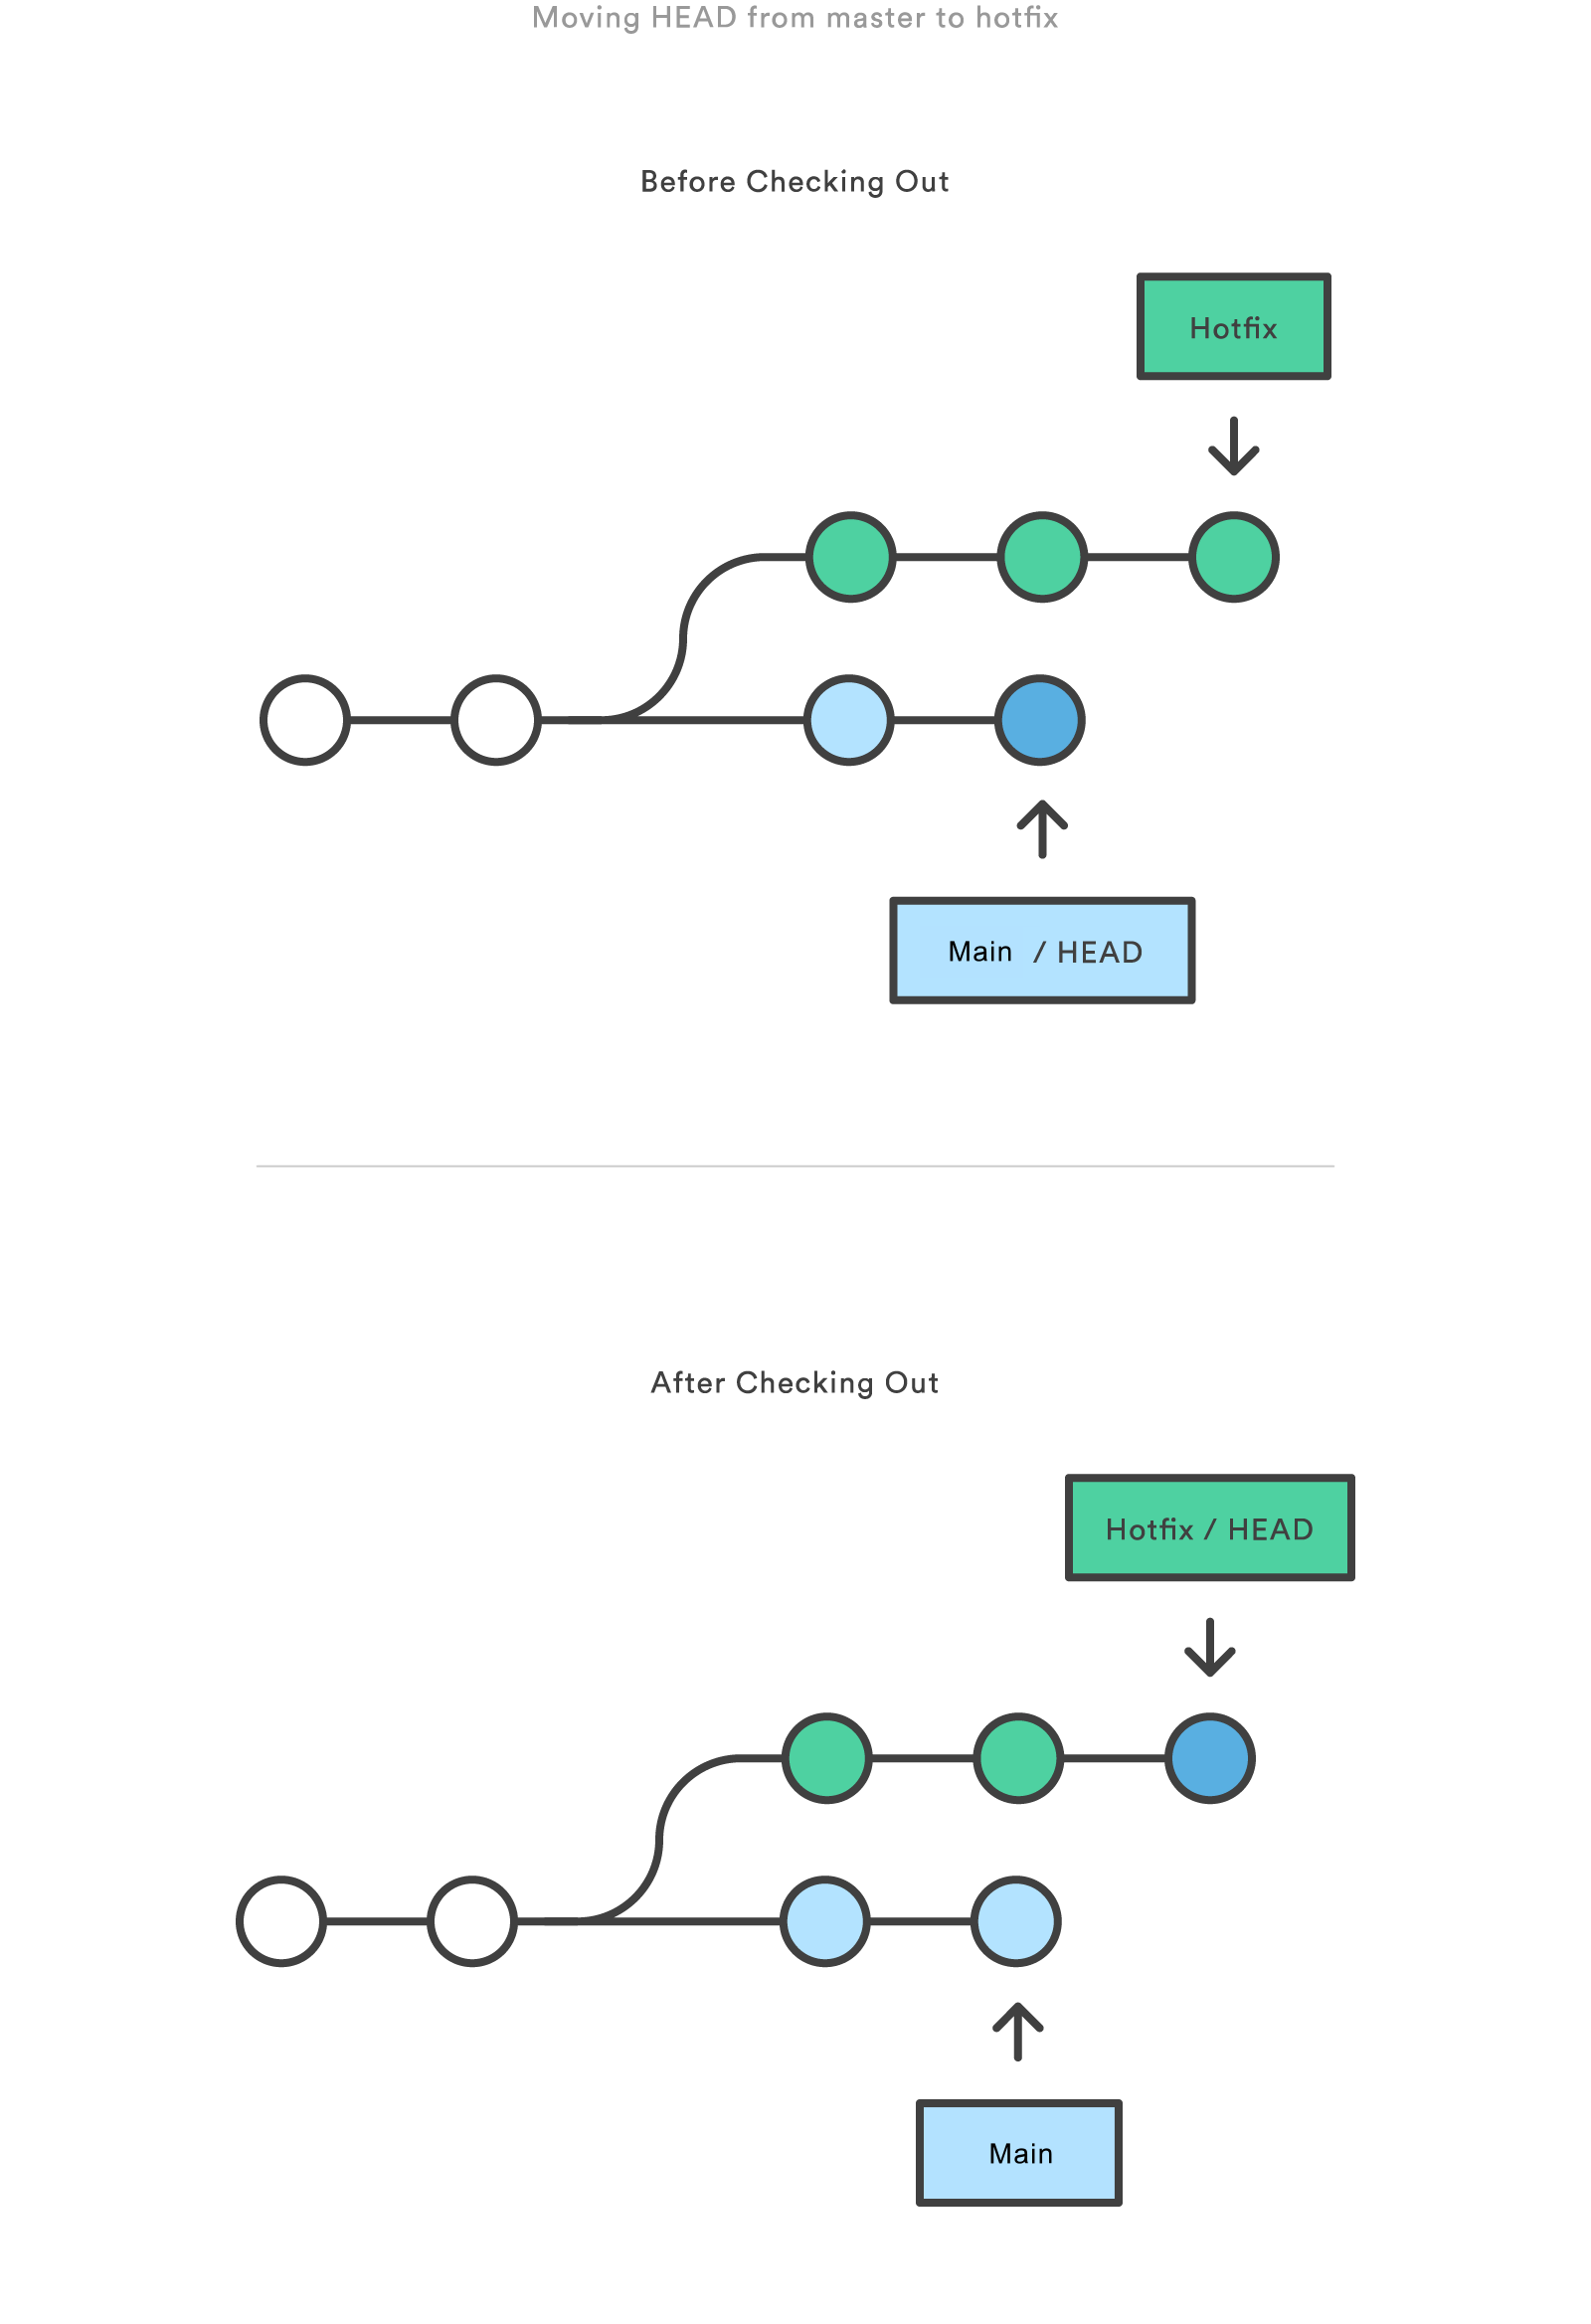 Moving HEAD from master to hotfix
Before Checking Out
Hotfix
Main / HEAD
After Checking Out
Hotfix / HEAD
Main